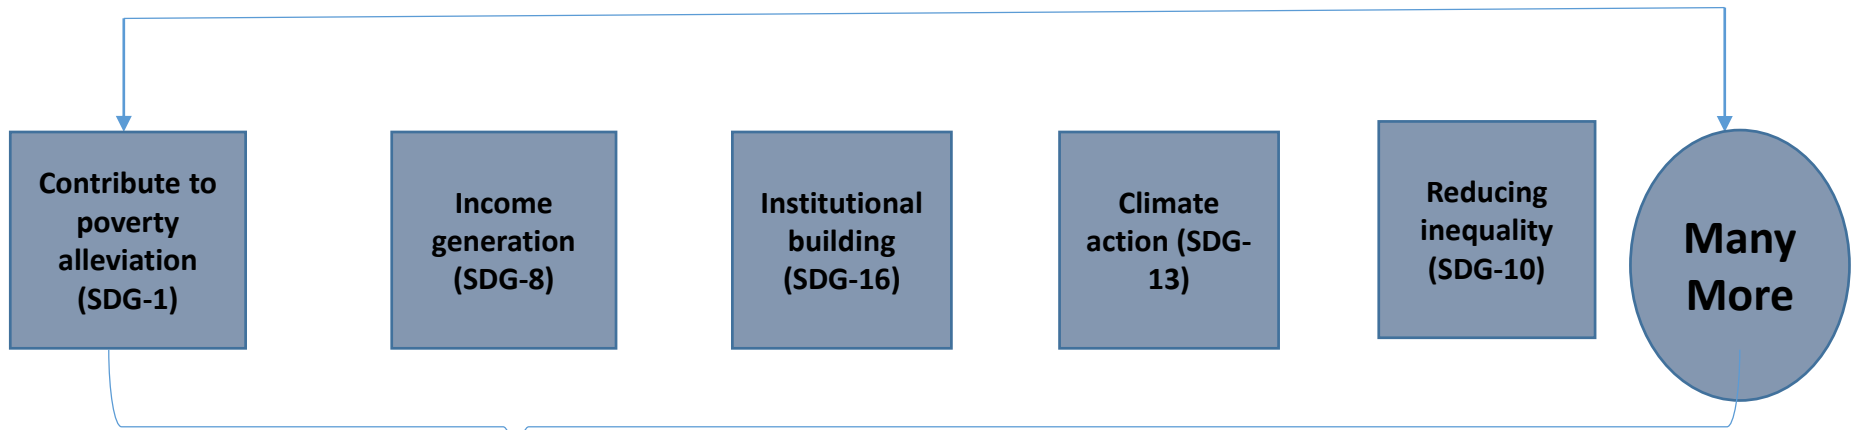 Contribute to
poverty
alleviation
(SDG-1)
Income
generation
(SDG-8)
Institutional
building
(SDG-16)
Climate
action (SDG-
13)
Reducing
inequality
(SDG-10)
Many
More